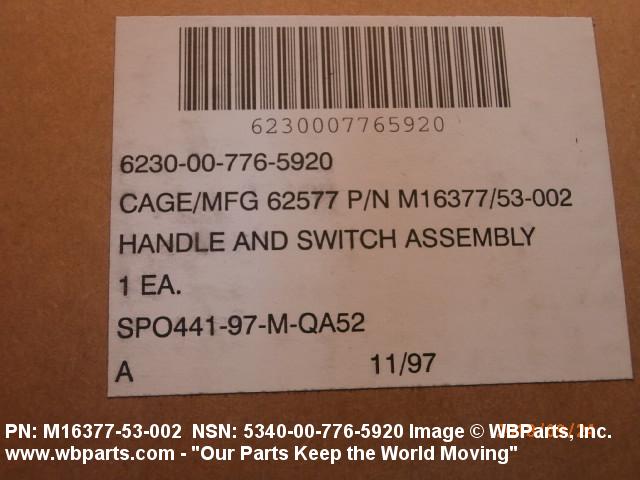 6230007765920
6230-00-776-5920
CAGE/MFG 62577 P/N M16377/53-002
HANDLE AND SWITCH ASSEMBLY
1 EA.
SPO441-97-M-QA52
A 11/97
PN: M16377-53-002 NSN: 5340-00-776-5920 Image © WBParts, Inc.
www.wbparts.com - "Our Parts Keep the World Moving"